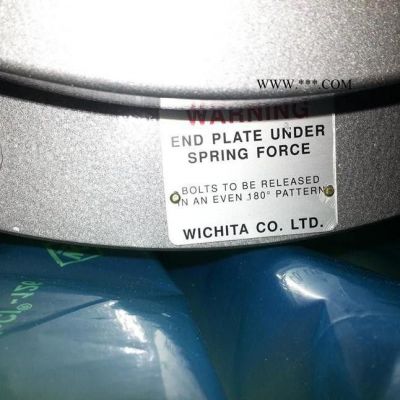 WWW.***.COM
WARNING
END PLATE UNDER
SPRING FORCE
BOLTS TO BE RELEASED
IN AN EVEN 180° PATTERN
WICHITA CO. LTD.